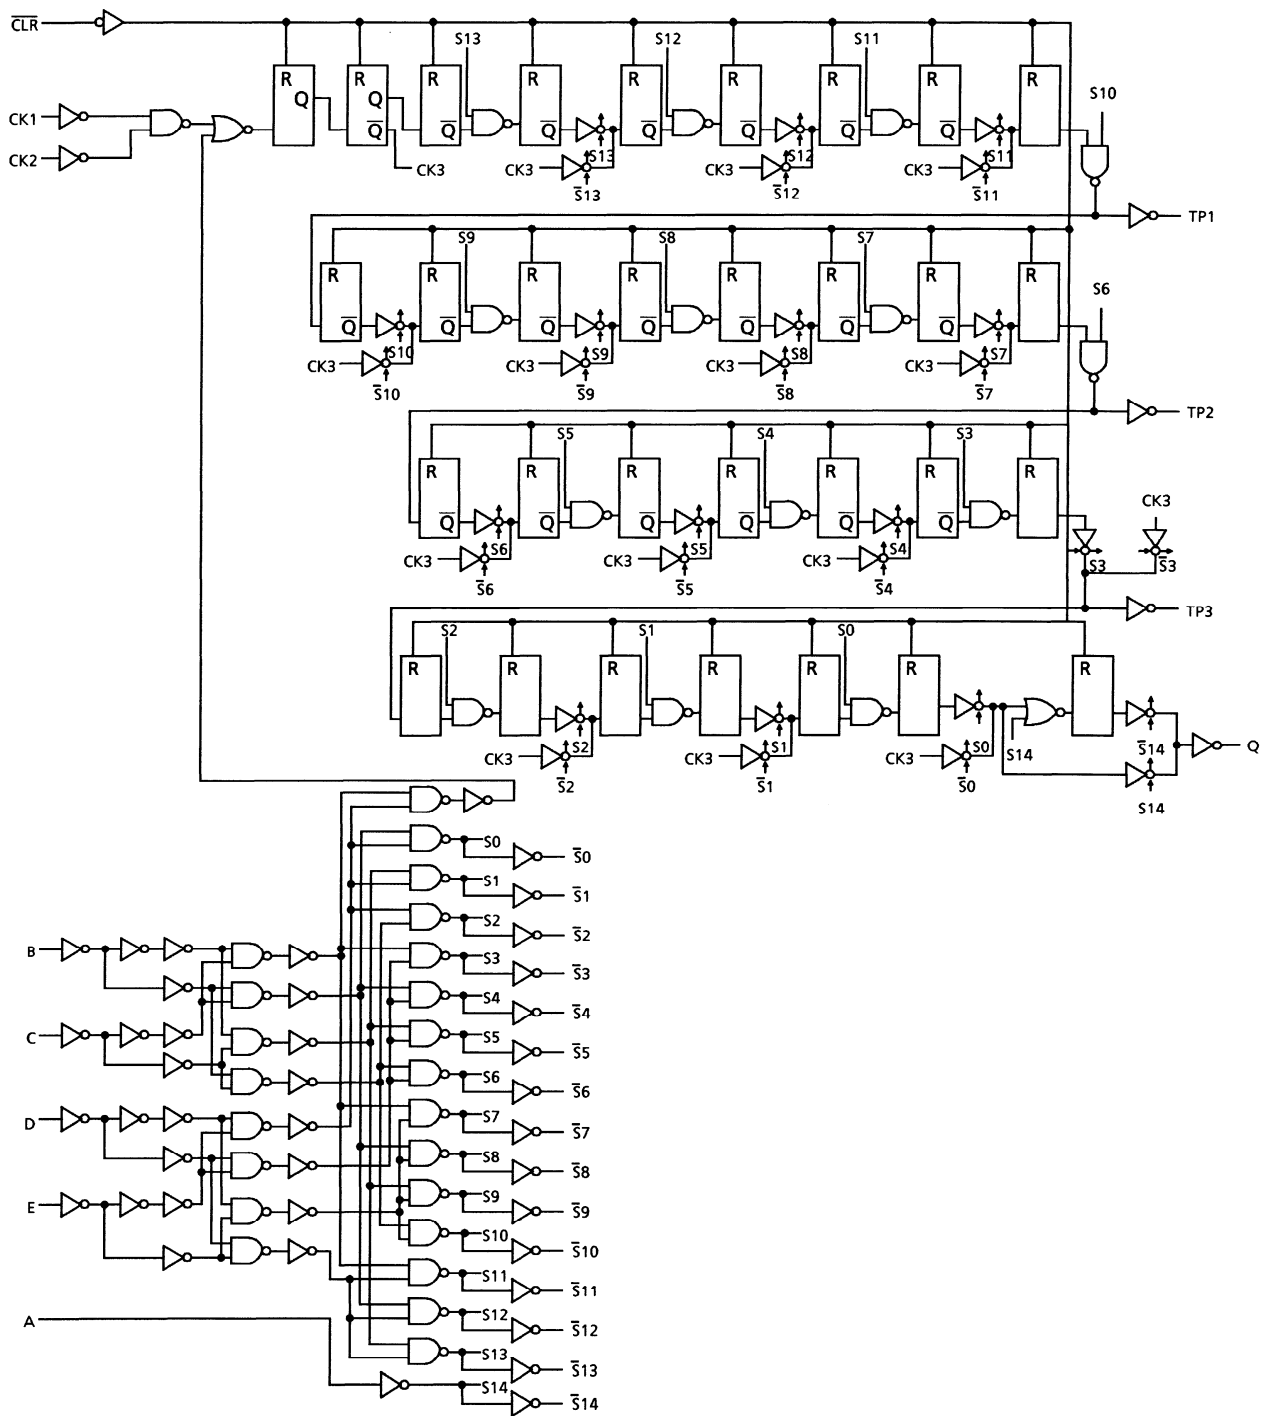 C̅L̅R̅
R R R S13 R R S12 R R S11 R R
Q Q
CK1
CK2
Q̅ Q̅ Q̅ Q̅ Q̅ Q̅ Q̅
S10
CK3 CK3 S13 CK3 S12 CK3 S11
S̅13 S̅12 S̅11
TP1
R R S9 R R S8 R R S7 R R
S6
Q̅ Q̅ Q̅ Q̅ Q̅ Q̅ Q̅
CK3 S10 CK3 S9 CK3 S8 CK3 S7
S̅10 S̅9 S̅8 S̅7
TP2
R R S5 R R S4 R R S3 R
Q̅ Q̅ Q̅ Q̅ Q̅ Q̅
CK3
CK3 S6 CK3 S5 CK3 S4 S3 S̅3
S̅6 S̅5 S̅4
TP3
R S2 R R S1 R R S0 R R
CK3 S2 CK3 S1 CK3 S0 S14 S̅14 Q
S̅2 S̅1 S̅0 S14
S0 S̅0
S1 S̅1
S2 S̅2
B
S3 S̅3
S4 S̅4
C
S5 S̅5
S6 S̅6
D
S7 S̅7
S8 S̅8
E
S9 S̅9
S10 S̅10
S11 S̅11
A
S12 S̅12
S13 S̅13
S14 S̅14